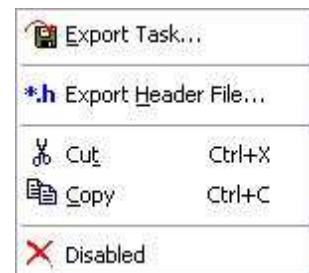 Export Task...
*.h Export Header File...
Cut Ctrl+X
Copy Ctrl+C
Disabled